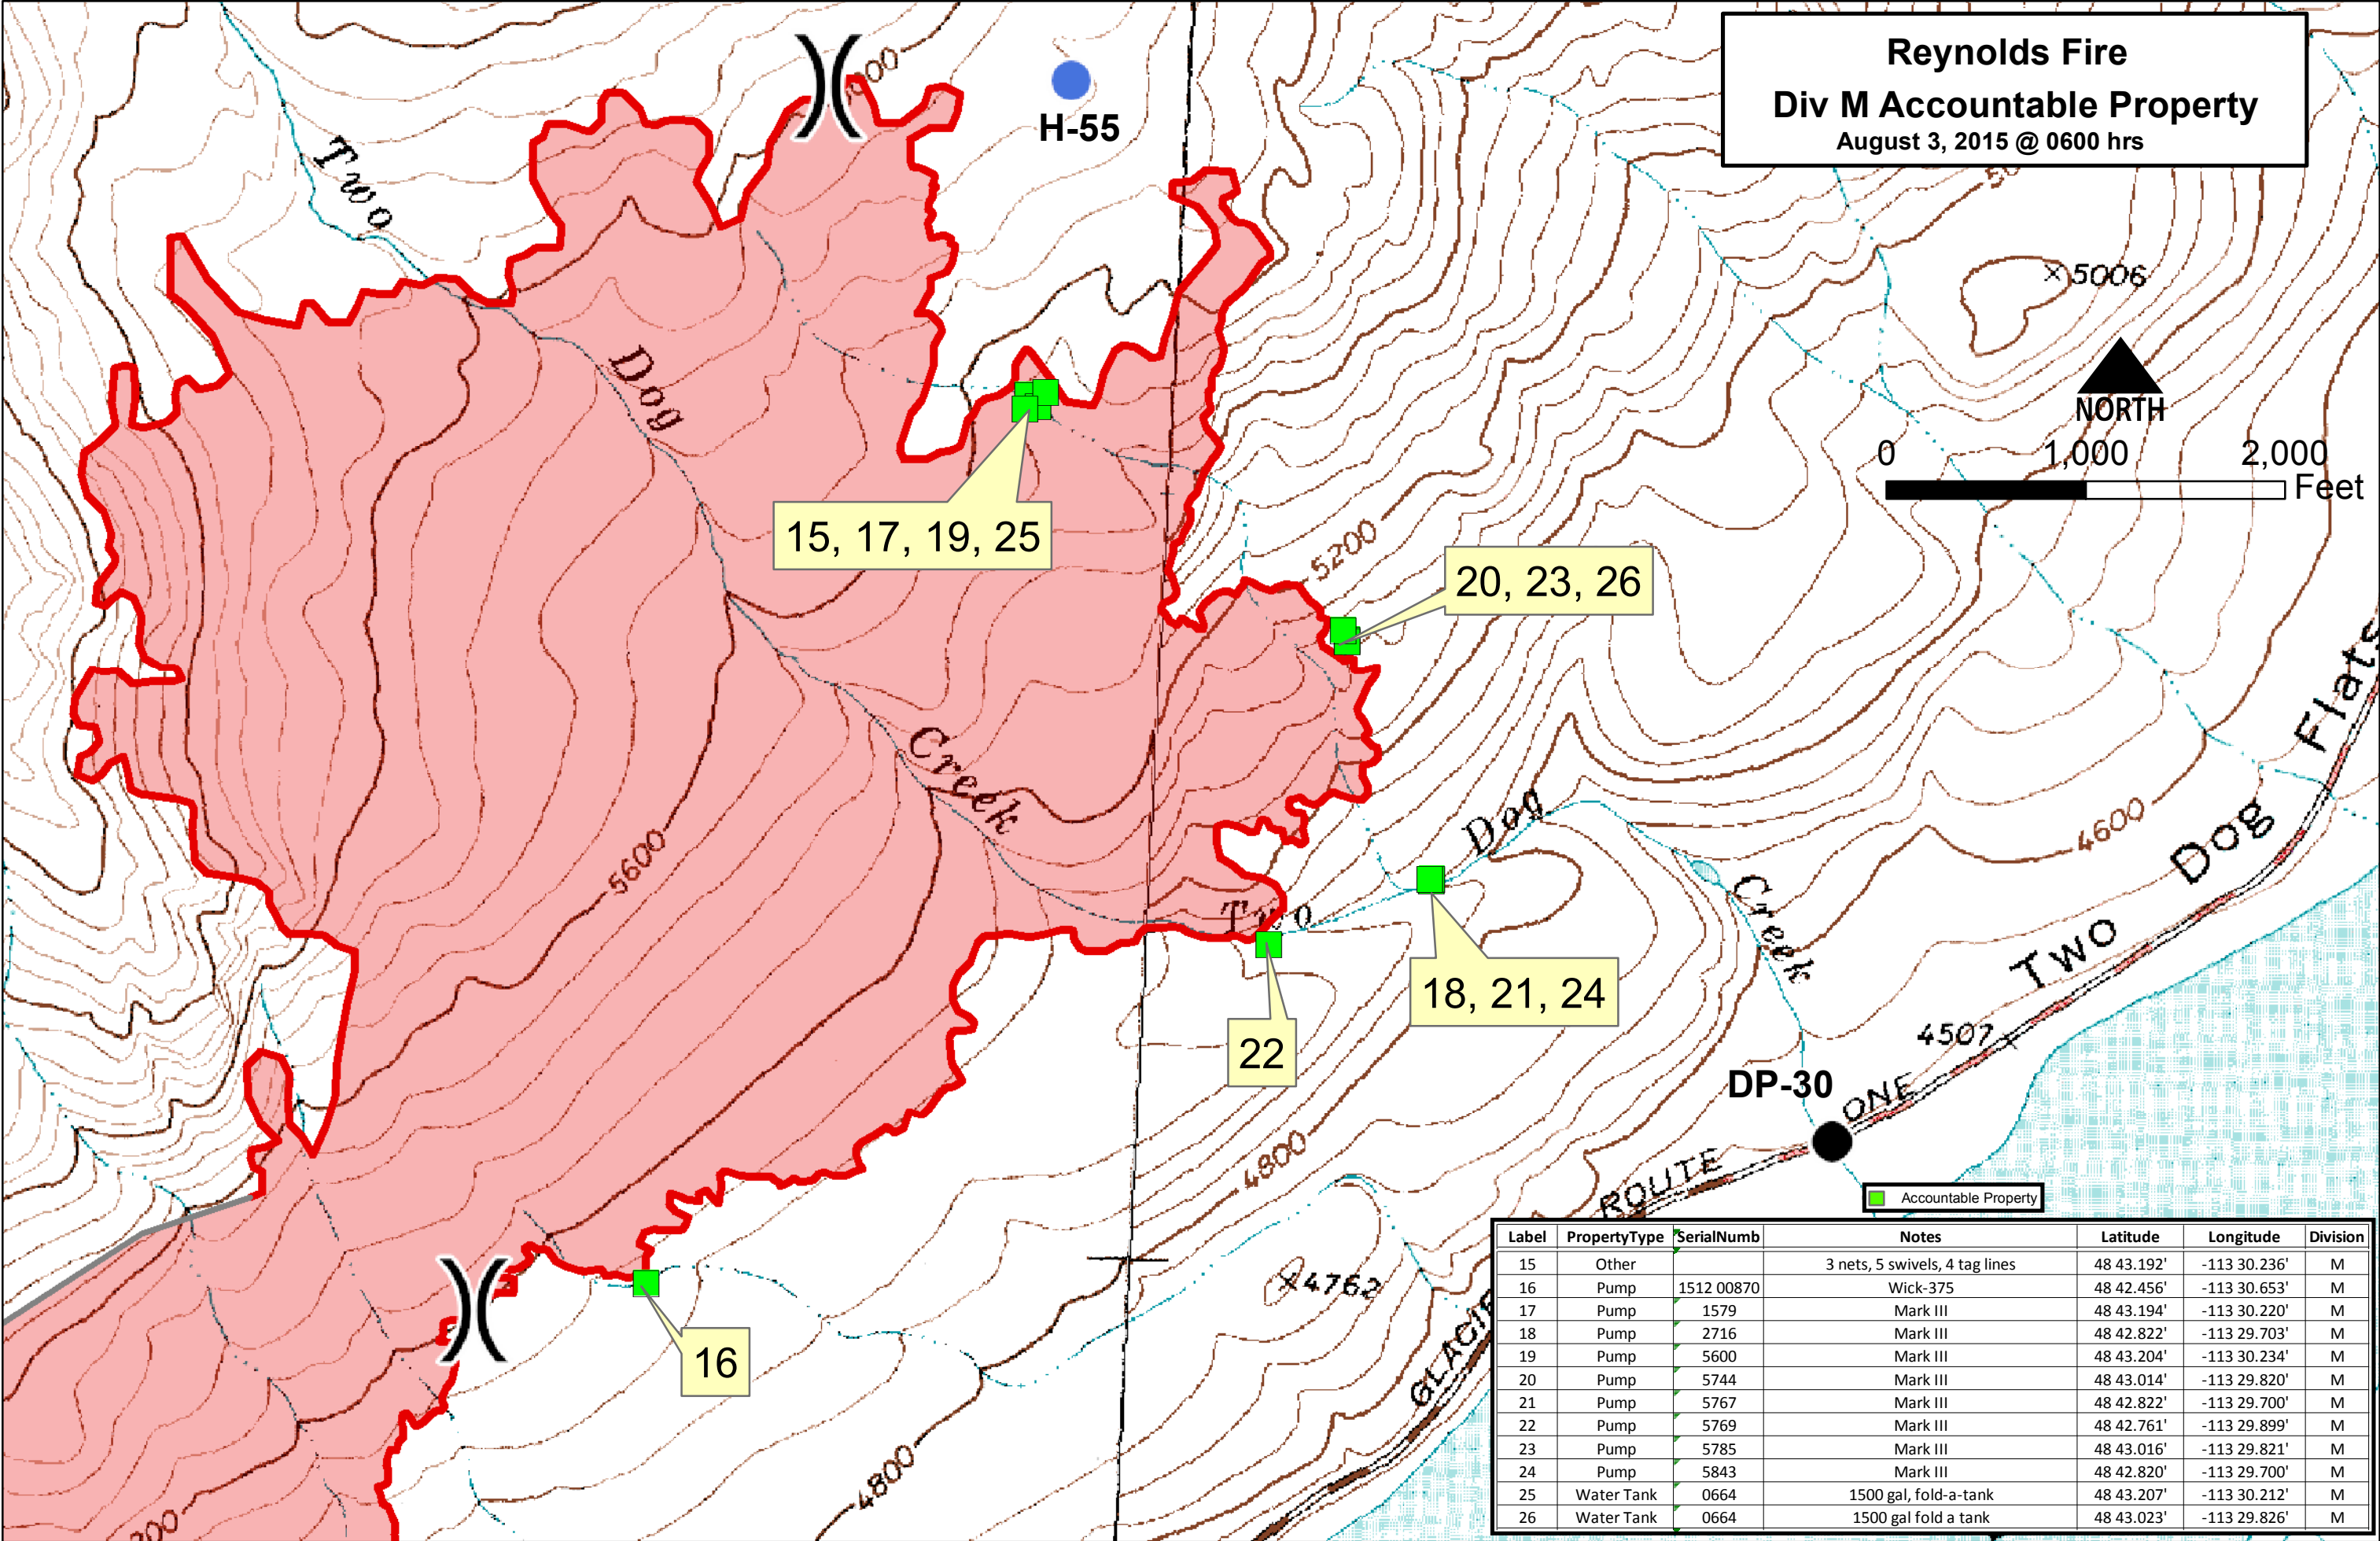 Reynolds Fire
Div M Accountable Property
August 3, 2015 @ 0600 hrs
H-55
Two
Dog
Creek
5006
NORTH
0 1,000 2,000
Feet
15, 17, 19, 25
5200
20, 23, 26
Two Dog Flats
4600
5600
Two Dog Creek
18, 21, 24
22
4507
DP-30
ROUTE ONE
4800
4762
16
4800
Accountable Property
Label PropertyType SerialNumb Notes Latitude Longitude Division
15 Other 3 nets, 5 swivels, 4 tag lines 48 43.192' -113 30.236' M
16 Pump 1512 00870 Wick-375 48 42.456' -113 30.653' M
17 Pump 1579 Mark III 48 43.194' -113 30.220' M
18 Pump 2716 Mark III 48 42.822' -113 29.703' M
19 Pump 5600 Mark III 48 43.204' -113 30.234' M
20 Pump 5744 Mark III 48 43.014' -113 29.820' M
21 Pump 5767 Mark III 48 42.822' -113 29.700' M
22 Pump 5769 Mark III 48 42.761' -113 29.899' M
23 Pump 5785 Mark III 48 43.016' -113 29.821' M
24 Pump 5843 Mark III 48 42.820' -113 29.700' M
25 Water Tank 0664 1500 gal, fold-a-tank 48 43.207' -113 30.212' M
26 Water Tank 0664 1500 gal fold a tank 48 43.023' -113 29.826' M